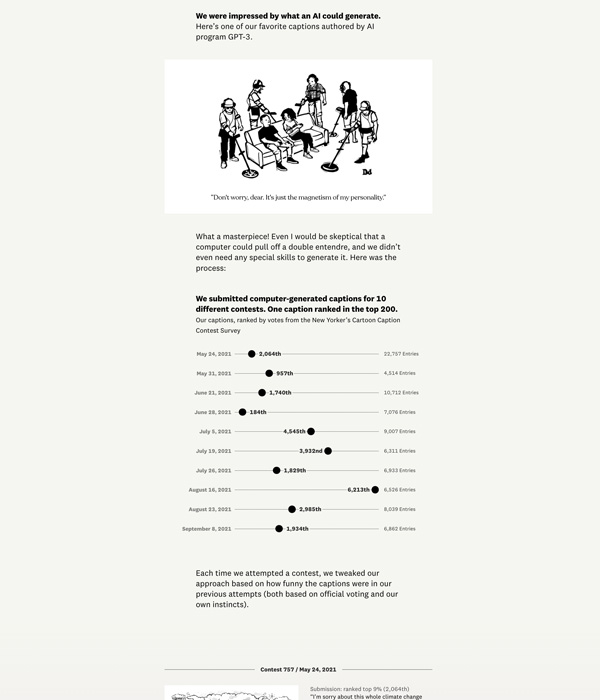 We were impressed by what an AI could generate.
Here's one of our favorite captions authored by AI
program GPT-3.
"Don't worry, dear. It's just the magnetism of my personality."
What a masterpiece! Even I would be skeptical that a
computer could pull off a double entendre, and we didn't
even need any special skills to generate it. Here was the
process:
We submitted computer-generated captions for 10
different contests. One caption ranked in the top 200.
Our captions, ranked by votes from the New Yorker's Cartoon Caption
Contest Survey
May 24, 2021 2,064th 22,757 Entries
May 31, 2021 957th 4,514 Entries
June 21, 2021 1,740th 10,712 Entries
June 28, 2021 184th 7,076 Entries
July 5, 2021 4,545th 9,007 Entries
July 19, 2021 3,932nd 6,311 Entries
July 26, 2021 1,829th 6,933 Entries
August 16, 2021 6,213th 6,526 Entries
August 23, 2021 2,985th 8,039 Entries
September 8, 2021 1,934th 6,862 Entries
Each time we attempted a contest, we tweaked our
approach based on how funny the captions were in our
previous attempts (both based on official voting and our
own instincts).
Contest 757 / May 24, 2021
Submission: ranked top 9% (2,064th)
"I'm sorry about this whole climate change